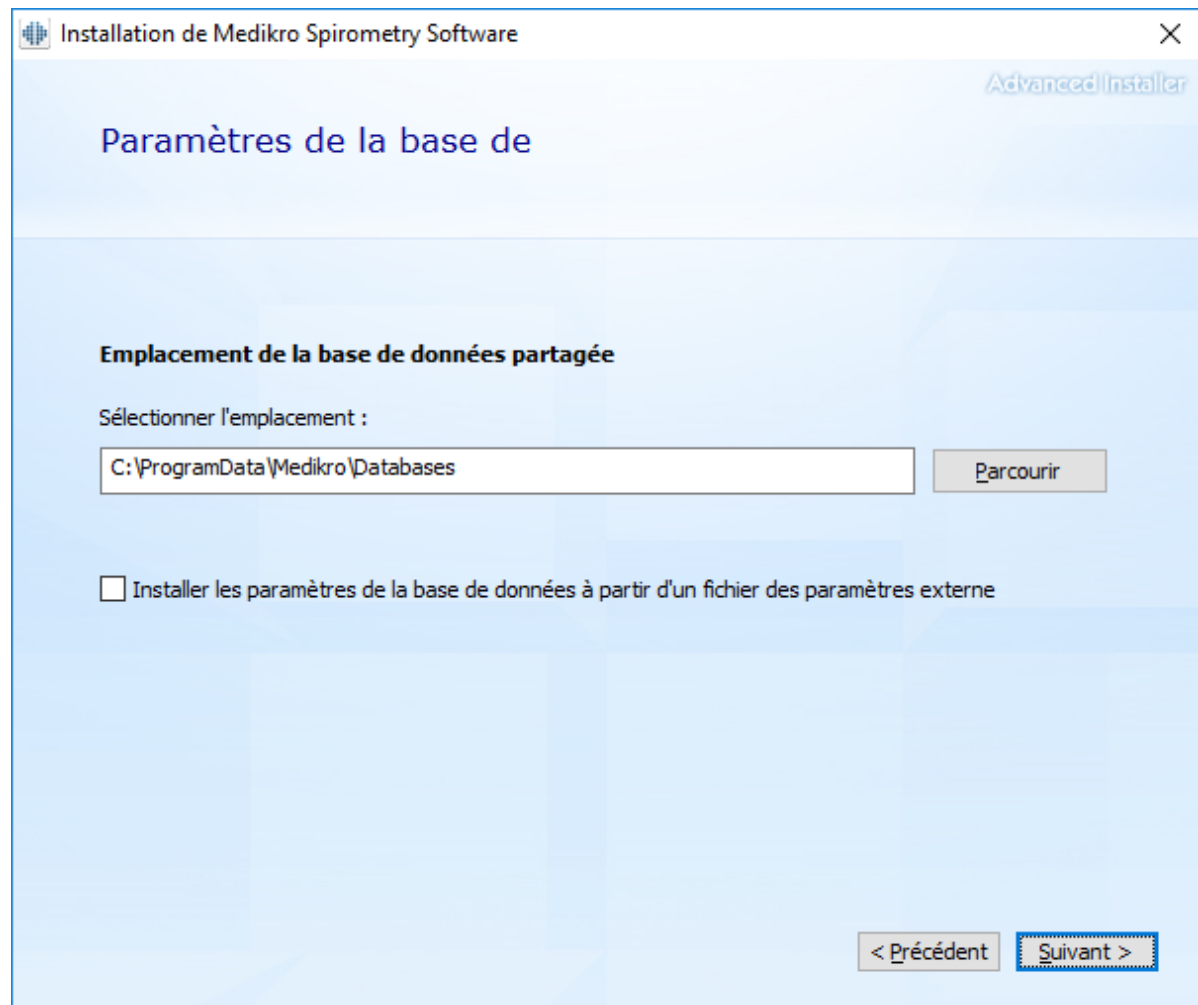 Installation de Medikro Spirometry Software
Advanced Installer
Paramètres de la base de
Emplacement de la base de données partagée
Sélectionner l'emplacement :
C:\ProgramData\Medikro\Databases
Parcourir
Installer les paramètres de la base de données à partir d'un fichier des paramètres externe
< Précédent
Suivant >